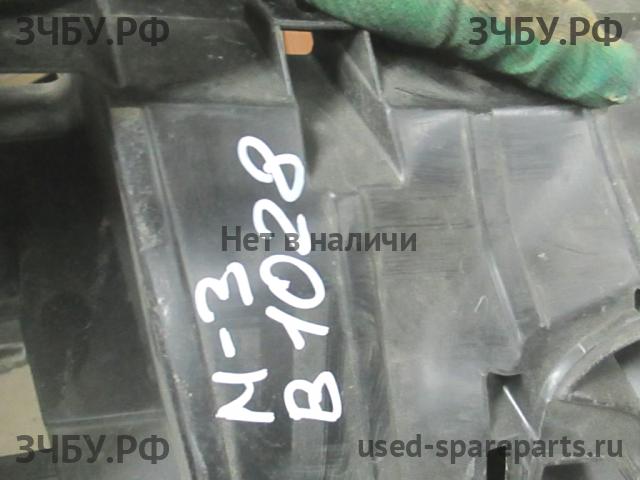 ЗЧБУ.РФ
ЗЧБУ.РФ
Нет в наличи
И-3
В 1028
ЗЧБУ.РФ
used-spareparts.ru